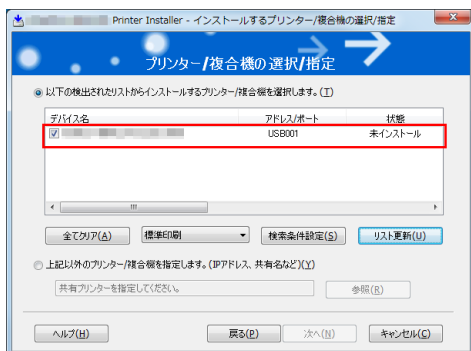 Printer Installer - インストールするプリンター/複合機の選択/指定
プリンター/複合機の選択/指定
以下の検出されたリストからインストールするプリンター/複合機を選択します。(T)
デバイス名 アドレス/ポート 状態
USB001 未インストール
全てクリア(A) 標準印刷 検索条件設定(S) リスト更新(U)
上記以外のプリンター/複合機を指定します。(IPアドレス、共有名など)(Y)
共有プリンターを指定してください。 参照(R)
ヘルプ(H) 戻る(P) 次へ(N) キャンセル(C)